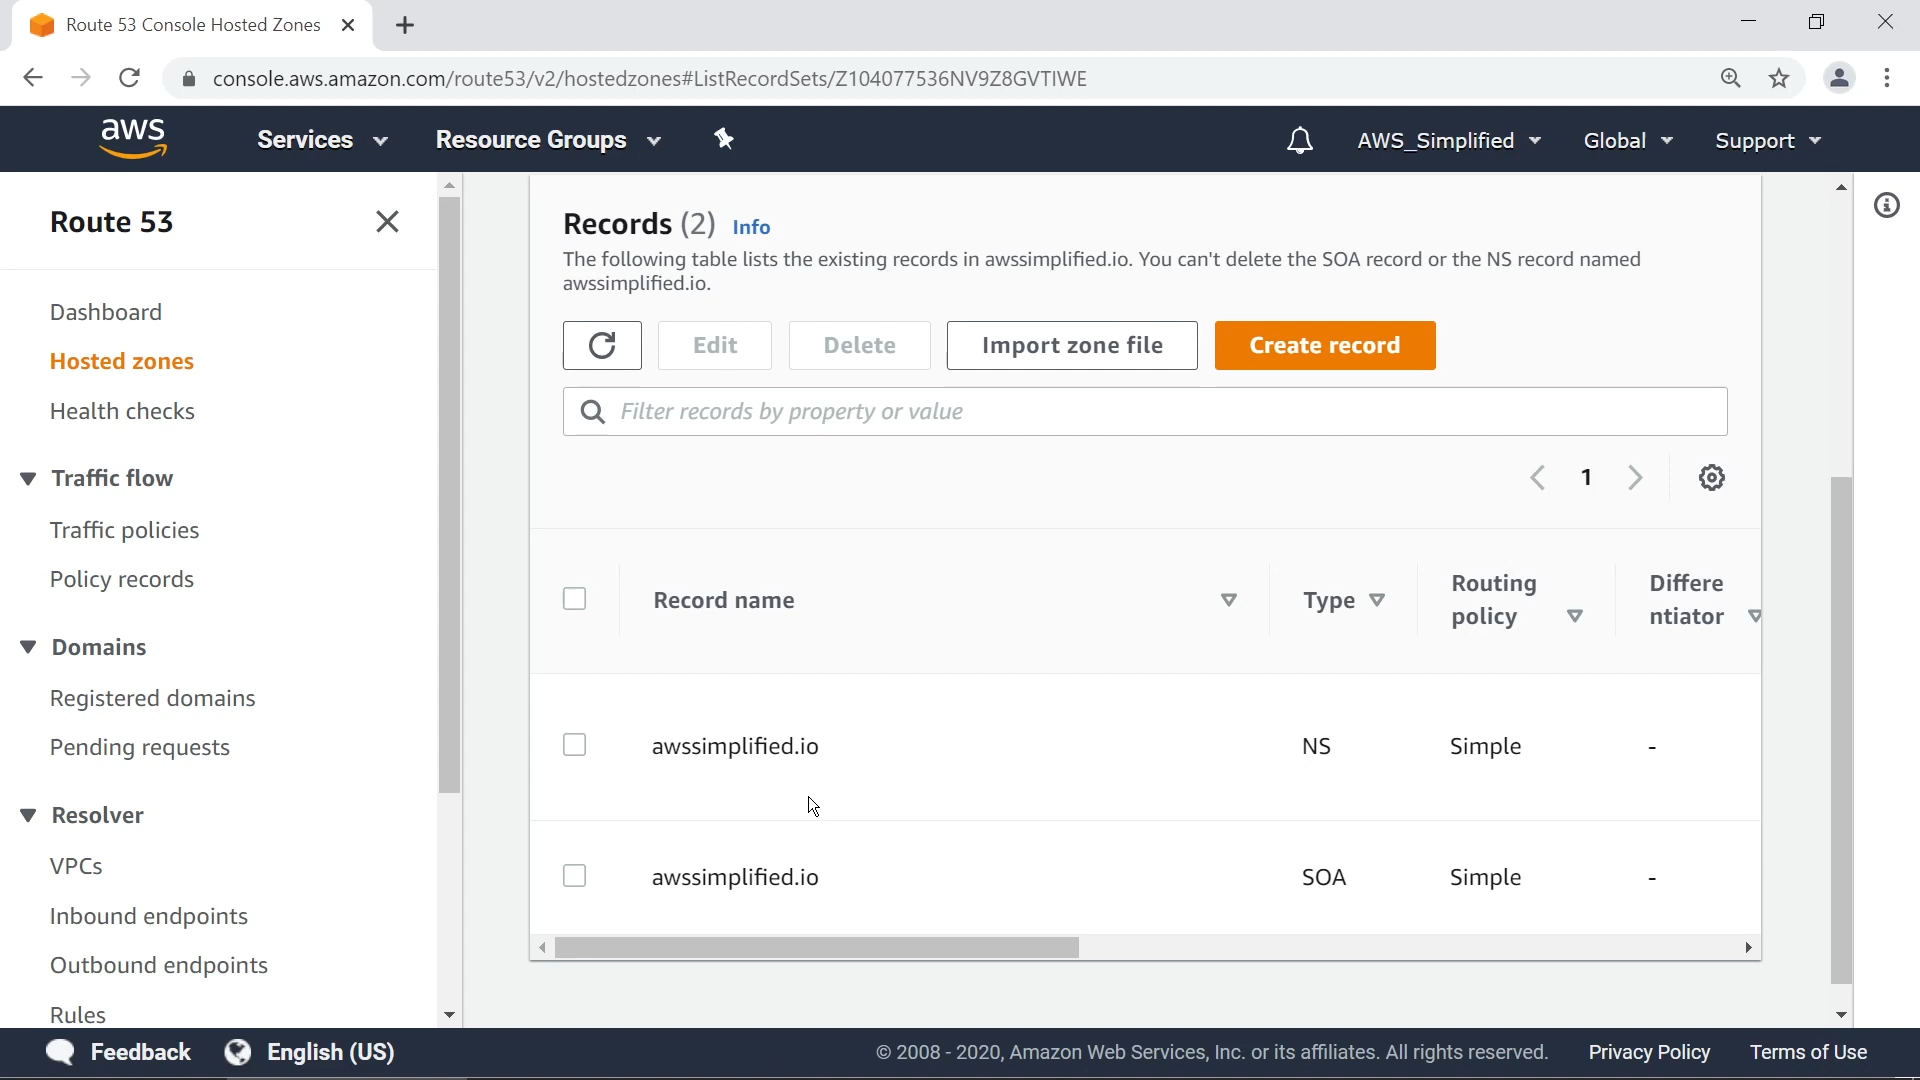 Route 53 Console Hosted Zones
console.aws.amazon.com/route53/v2/hostedzones#ListRecordSets/Z104077536NV9Z8GVTIWE
aws
Services
Resource Groups
AWS_Simplified
Global
Support
Route 53
Dashboard
Hosted zones
Health checks
Traffic flow
Traffic policies
Policy records
Domains
Registered domains
Pending requests
Resolver
VPCs
Inbound endpoints
Outbound endpoints
Rules
Records (2) Info
The following table lists the existing records in awssimplified.io. You can't delete the SOA record or the NS record named
awssimplified.io.
Edit
Delete
Import zone file
Create record
Filter records by property or value
1
Record name
Type
Routing
policy
Differe
ntiator
awssimplified.io NS Simple -
awssimplified.io SOA Simple -
Feedback
English (US)
© 2008 - 2020, Amazon Web Services, Inc. or its affiliates. All rights reserved.
Privacy Policy
Terms of Use